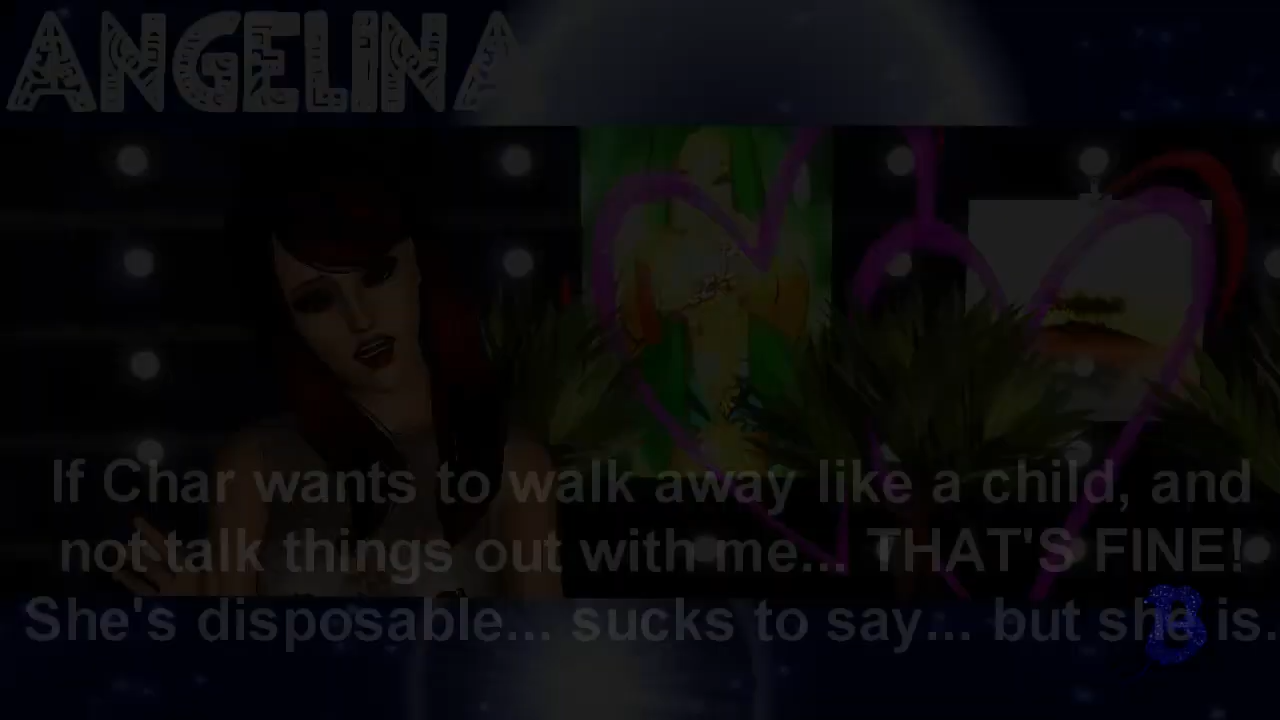 ANGELINA
If Char wants to walk away like a child, and
not talk things out with me... THAT'S FINE!
She's disposable... sucks to say... but she is.
B